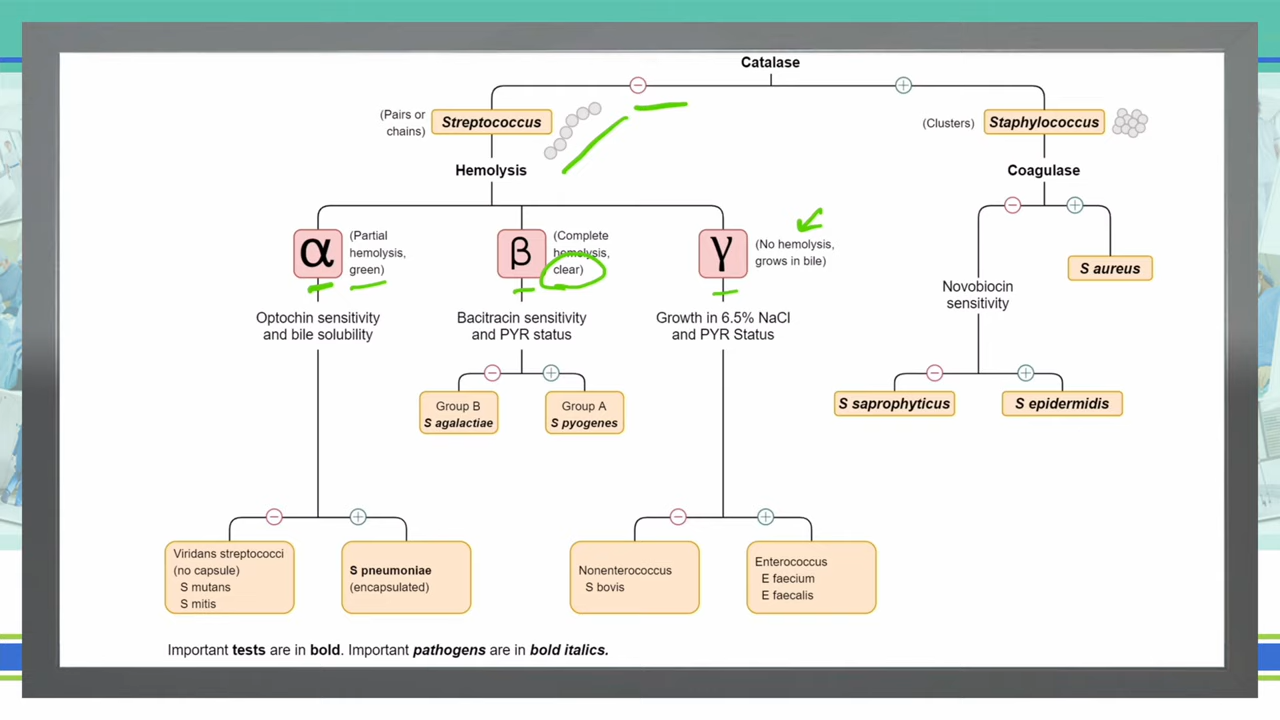 Catalase
−
+
(Pairs or
chains)
Streptococcus
(Clusters)
Staphylococcus
Hemolysis
Coagulase
−
+
α
(Partial
hemolysis,
green)
β
(Complete
hemolysis,
clear)
γ
(No hemolysis,
grows in bile)
S aureus
Novobiocin
sensitivity
Optochin sensitivity
and bile solubility
Bacitracin sensitivity
and PYR status
Growth in 6.5% NaCl
and PYR Status
−
+
−
+
Group B
S agalactiae
Group A
S pyogenes
S saprophyticus
S epidermidis
−
+
−
+
Viridans streptococci
(no capsule)
S mutans
S mitis
S pneumoniae
(encapsulated)
Nonenterococcus
S bovis
Enterococcus
E faecium
E faecalis
Important tests are in bold. Important pathogens are in bold italics.